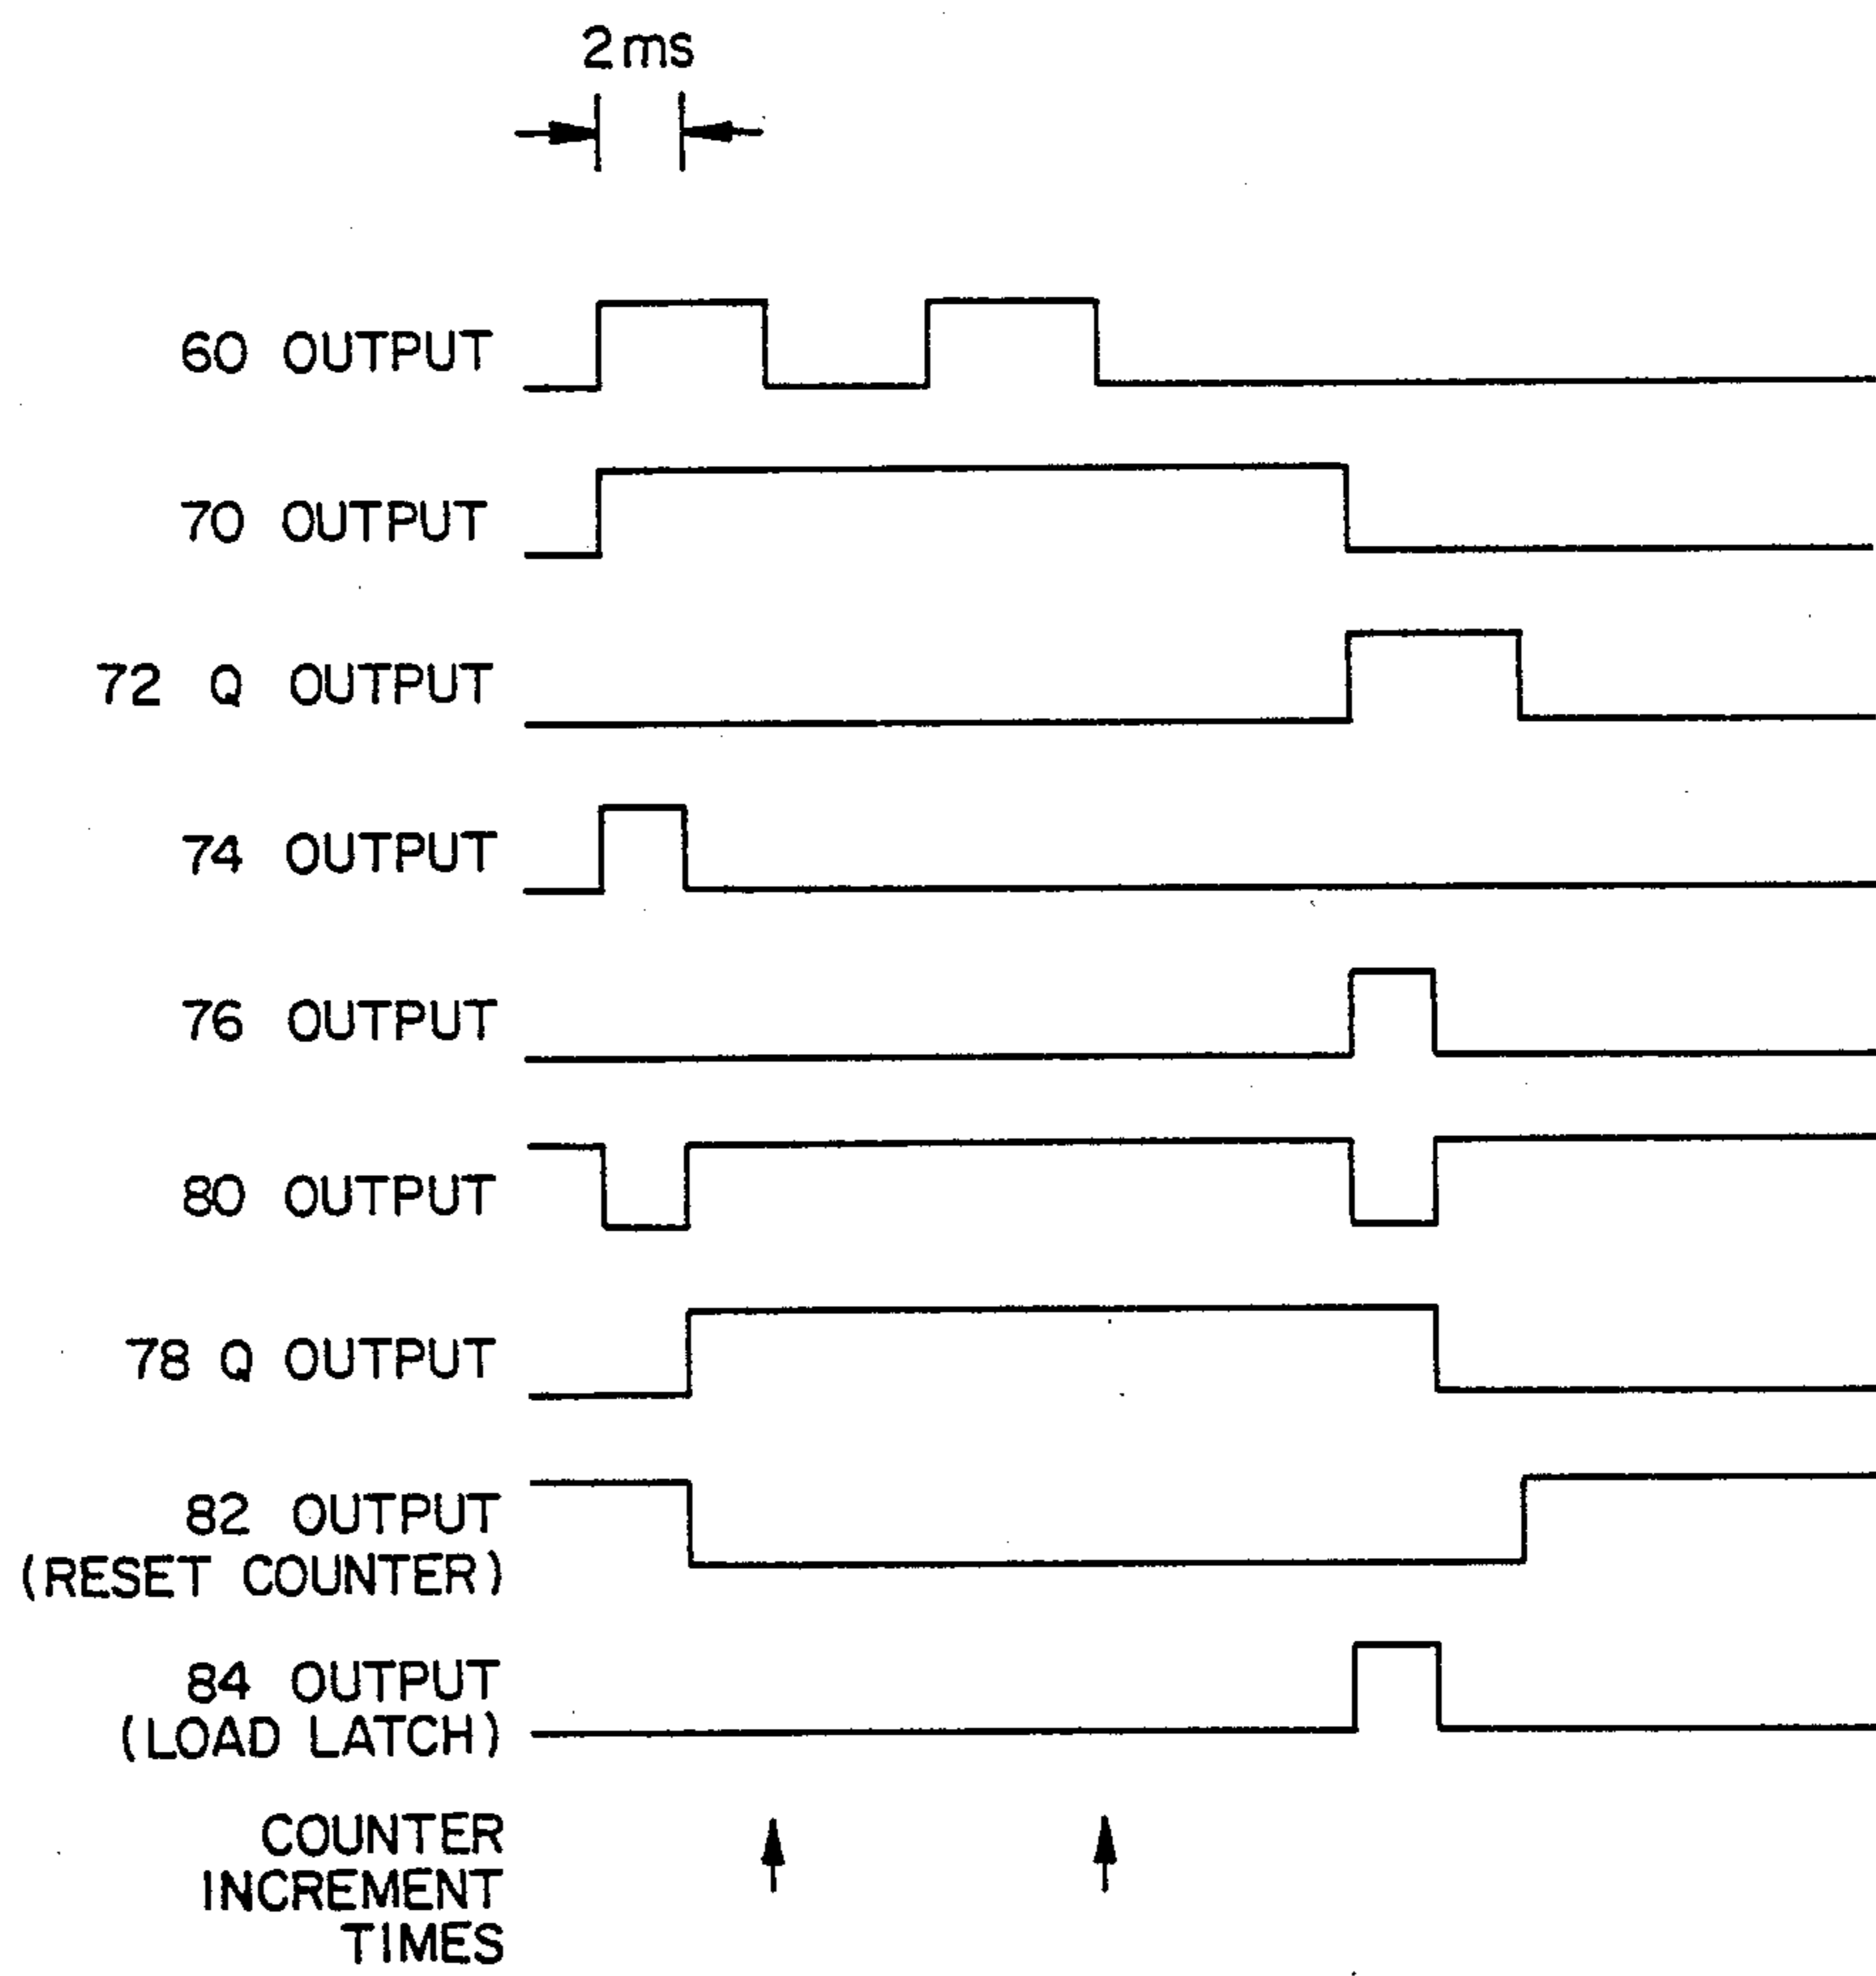 2ms
60 OUTPUT
70 OUTPUT
72 Q OUTPUT
74 OUTPUT
76 OUTPUT
80 OUTPUT
78 Q OUTPUT
82 OUTPUT
(RESET COUNTER)
84 OUTPUT
(LOAD LATCH)
COUNTER
INCREMENT
TIMES